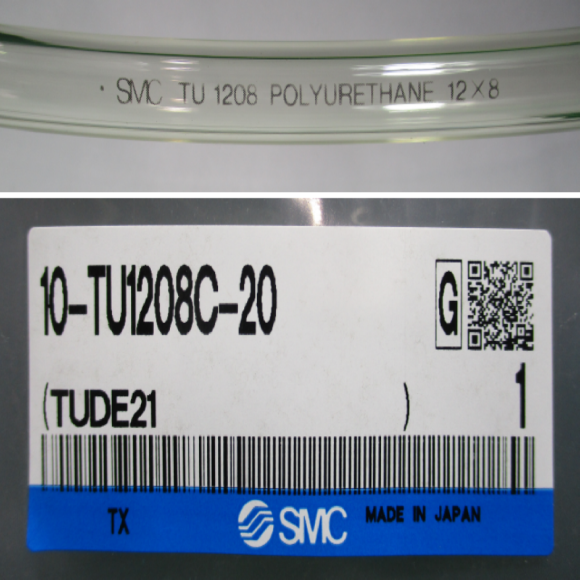 SMC TU 1208 POLYURETHANE 12×8
10-TU1208C-20 G
(TUDE21 ) 1
TX SMC MADE IN JAPAN